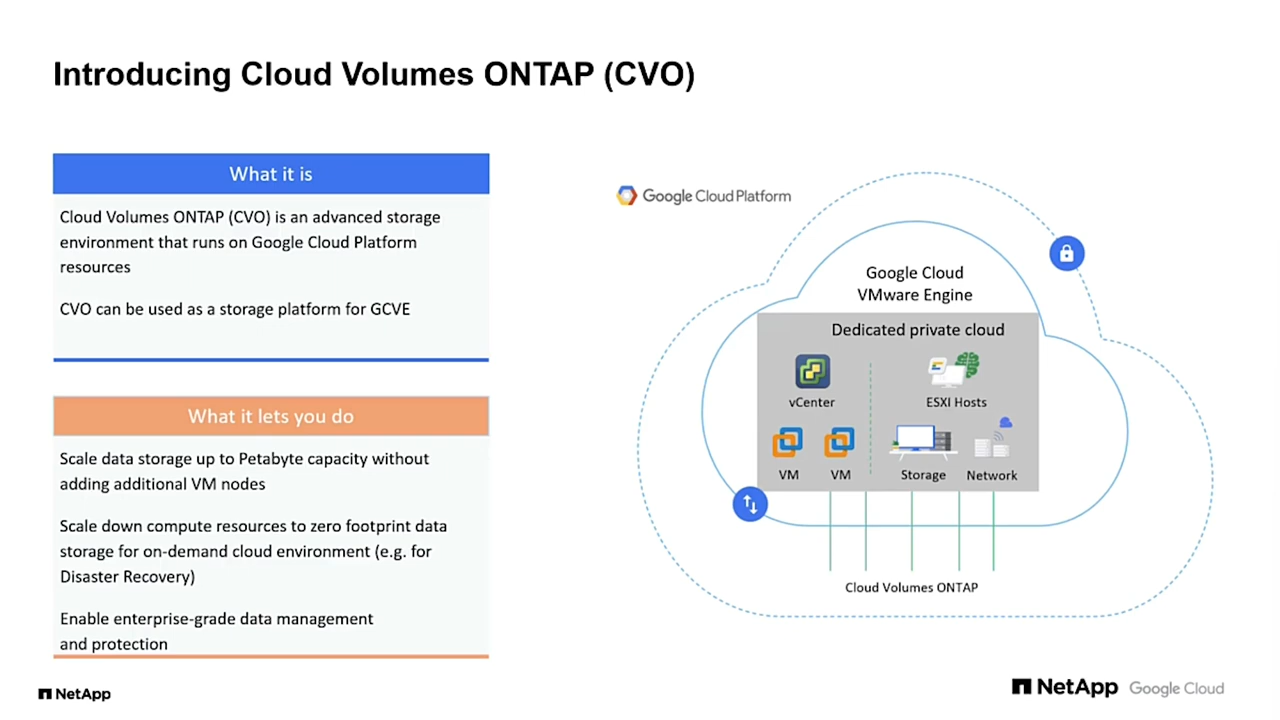 Introducing Cloud Volumes ONTAP (CVO)
What it is
Cloud Volumes ONTAP (CVO) is an advanced storage
environment that runs on Google Cloud Platform
resources
CVO can be used as a storage platform for GCVE
What it lets you do
Scale data storage up to Petabyte capacity without
adding additional VM nodes
Scale down compute resources to zero footprint data
storage for on-demand cloud environment (e.g. for
Disaster Recovery)
Enable enterprise-grade data management
and protection
Google Cloud Platform
Google Cloud
VMware Engine
Dedicated private cloud
vCenter
ESXI Hosts
VM
VM
Storage
Network
Cloud Volumes ONTAP
NetApp
NetApp Google Cloud